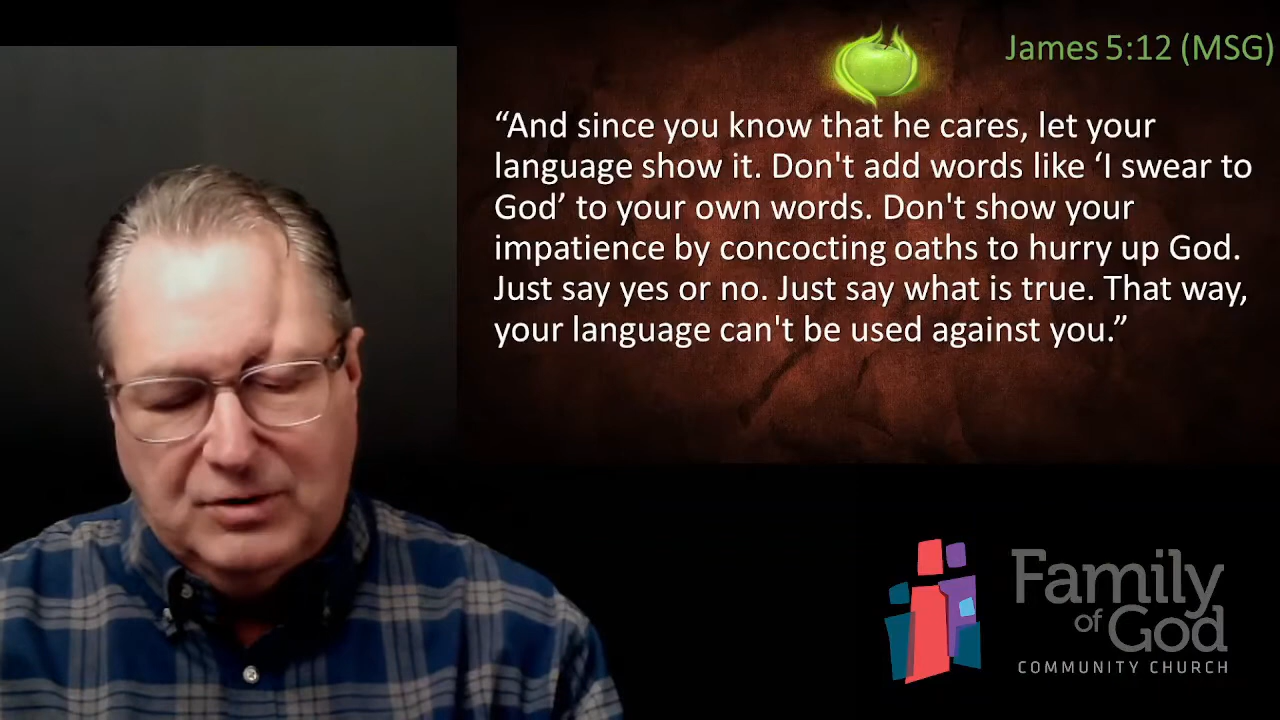 James 5:12 (MSG)
“And since you know that he cares, let your
language show it. Don't add words like ‘I swear to
God’ to your own words. Don't show your
impatience by concocting oaths to hurry up God.
Just say yes or no. Just say what is true. That way,
your language can't be used against you.”
Family
of God
COMMUNITY CHURCH